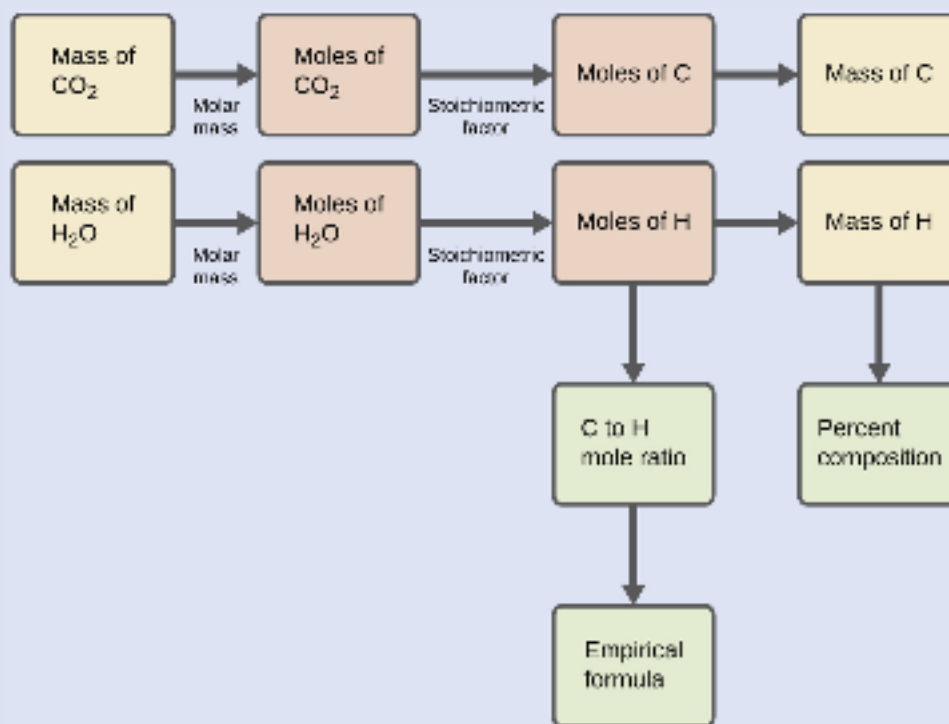 Mass of
CO₂
Molar
mass
Moles of
CO₂
Stoichiometric
factor
Moles of C
Mass of C
Mass of
H₂O
Molar
mass
Moles of
H₂O
Stoichiometric
factor
Moles of H
Mass of H
C to H
mole ratio
Percent
composition
Empirical
formula